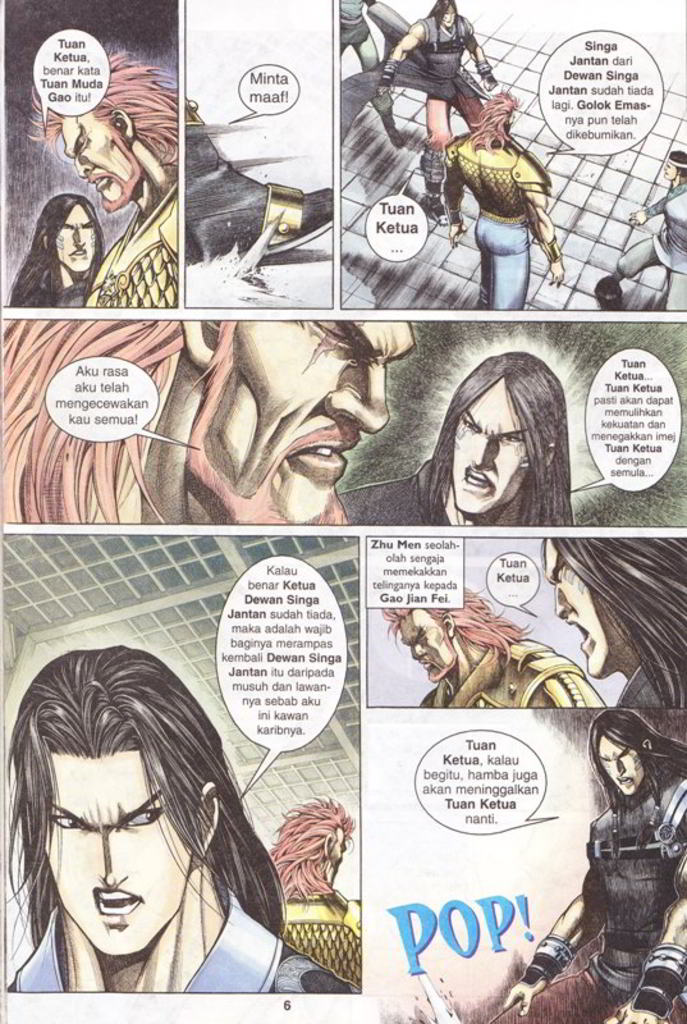 Tuan
Ketua,
benar kata
Tuan Muda
Gao itu!
Minta
maaf!
Singa
Jantan dari
Dewan Singa
Jantan sudah tiada
lagi. Golok Emas-
nya pun telah
dikebumikan.
Tuan
Ketua
...
Aku rasa
aku telah
mengecewakan
kau semua!
Tuan
Ketua...
Tuan Ketua
pasti akan dapat
memulihkan
kekuatan dan
menegakkan imej
Tuan Ketua
dengan
semula...
Kalau
benar Ketua
Dewan Singa
Jantan sudah tiada,
maka adalah wajib
baginya merampas
kembali Dewan Singa
Jantan itu daripada
musuh dan lawan-
nya sebab aku
ini kawan
karibnya.
Zhu Men seolah-
olah sengaja
memekakkan
telinganya kepada
Gao Jian Fei.
Tuan
Ketua
...
Tuan
Ketua, kalau
begitu, hamba juga
akan meninggalkan
Tuan Ketua
nanti.
POP!
6